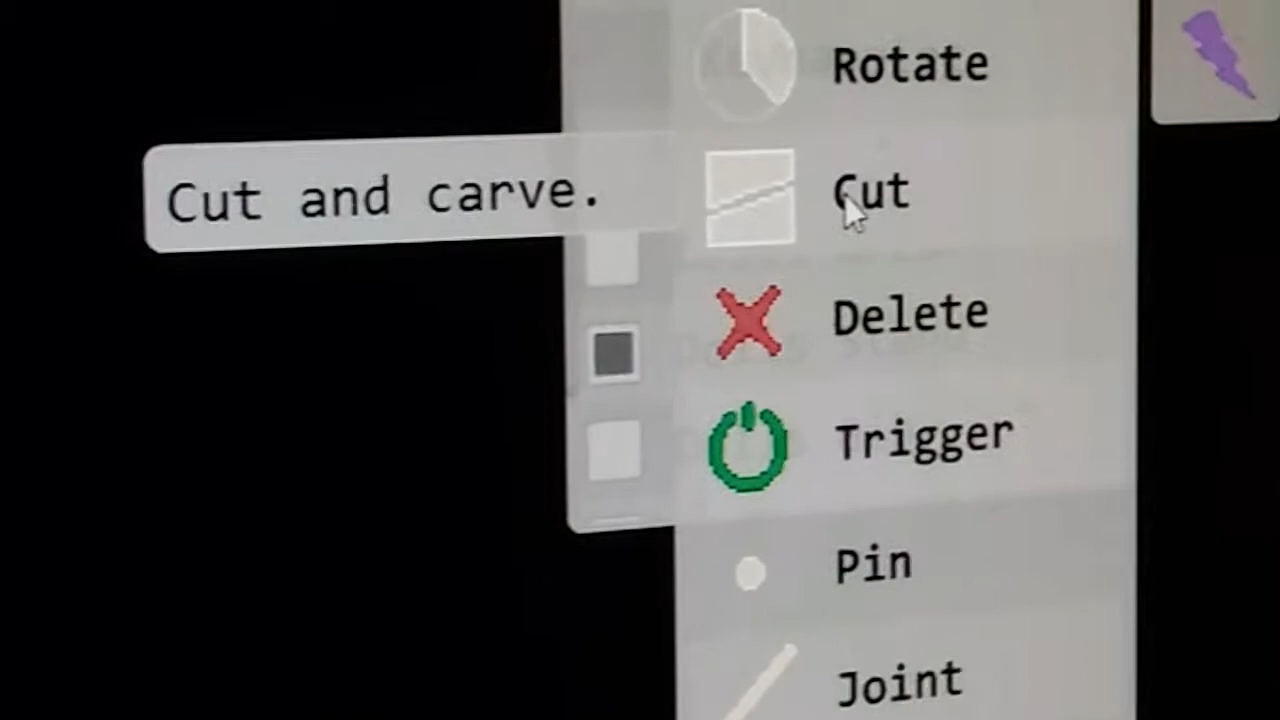 Rotate
Cut and carve.
Cut
Delete
Trigger
Pin
Joint